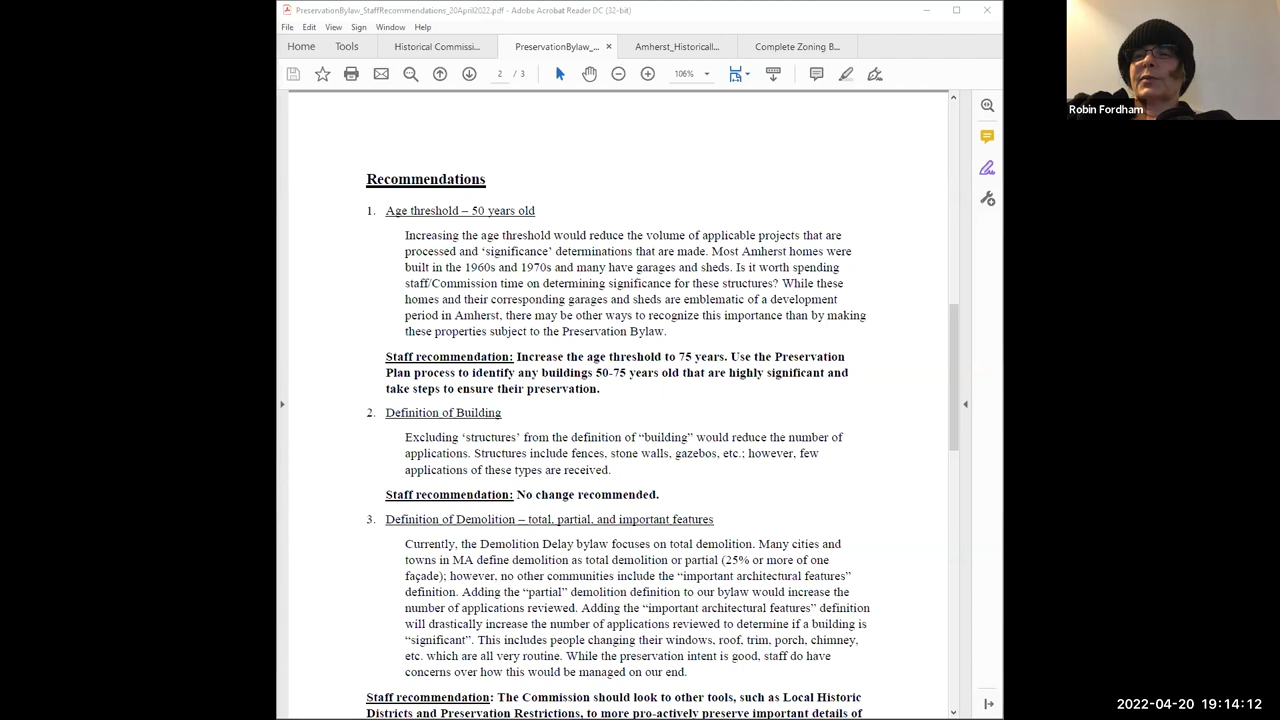 PreservationBylaw_StaffRecommendations_20April2022.pdf - Adobe Acrobat Reader DC (32-bit)
File Edit View Sign Window Help
Home Tools Historical Commissi... PreservationBylaw_... × Amherst_Historicall... Complete Zoning B...
2 / 3 106%
Recommendations
1. Age threshold – 50 years old
Increasing the age threshold would reduce the volume of applicable projects that are
processed and ‘significance’ determinations that are made. Most Amherst homes were
built in the 1960s and 1970s and many have garages and sheds. Is it worth spending
staff/Commission time on determining significance for these structures? While these
homes and their corresponding garages and sheds are emblematic of a development
period in Amherst, there may be other ways to recognize this importance than by making
these properties subject to the Preservation Bylaw.
Staff recommendation: Increase the age threshold to 75 years. Use the Preservation
Plan process to identify any buildings 50-75 years old that are highly significant and
take steps to ensure their preservation.
2. Definition of Building
Excluding ‘structures’ from the definition of “building” would reduce the number of
applications. Structures include fences, stone walls, gazebos, etc.; however, few
applications of these types are received.
Staff recommendation: No change recommended.
3. Definition of Demolition – total, partial, and important features
Currently, the Demolition Delay bylaw focuses on total demolition. Many cities and
towns in MA define demolition as total demolition or partial (25% or more of one
façade); however, no other communities include the “important architectural features”
definition. Adding the “partial” demolition definition to our bylaw would increase the
number of applications reviewed. Adding the “important architectural features” definition
will drastically increase the number of applications reviewed to determine if a building is
“significant”. This includes people changing their windows, roof, trim, porch, chimney,
etc. which are all very routine. While the preservation intent is good, staff do have
concerns over how this would be managed on our end.
Staff recommendation: The Commission should look to other tools, such as Local Historic
Districts and Preservation Restrictions, to more pro-actively preserve important details of
Robin Fordham
2022-04-20 19:14:12